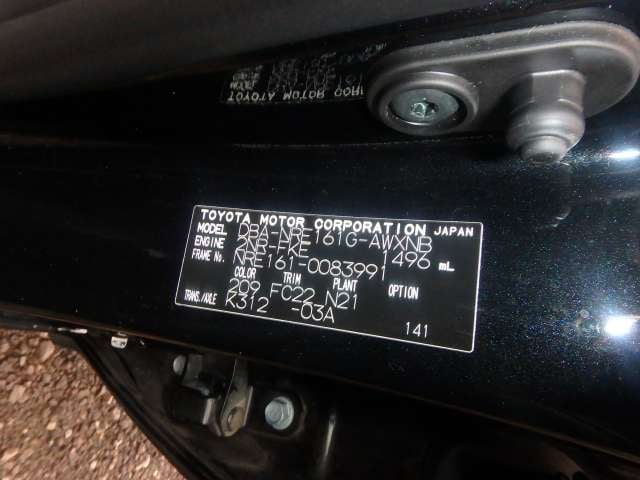 TOYOTA MOTOR CORPORATION JAPAN
MODEL DBA-NRE161G-AWXNB
ENGINE 2NR-FKE 1496 mL
FRAME No. NRE161-0083991
COLOR TRIM PLANT OPTION
209 FC22 N21
TRANS./AXLE K312 -03A
141